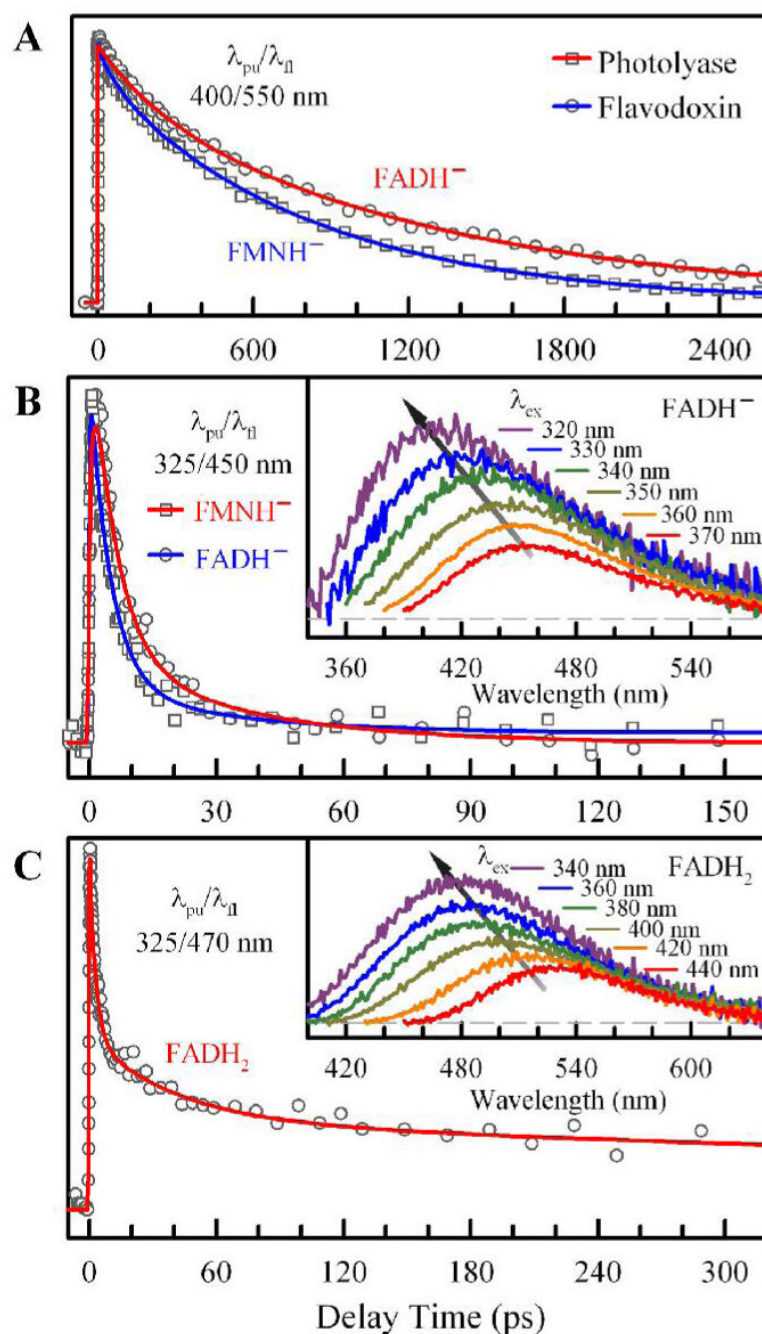 A
λpu/λfl
400/550 nm
Photolyase
Flavodoxin
FADH⁻
FMNH⁻
0 600 1200 1800 2400
B
λpu/λfl
325/450 nm
FMNH⁻
FADH⁻
λex
FADH⁻
320 nm
330 nm
340 nm
350 nm
360 nm
370 nm
360 420 480 540
Wavelength (nm)
0 30 60 90 120 150
C
λpu/λfl
325/470 nm
FADH₂
λex
FADH₂
340 nm
360 nm
380 nm
400 nm
420 nm
440 nm
420 480 540 600
Wavelength (nm)
0 60 120 180 240 300
Delay Time (ps)